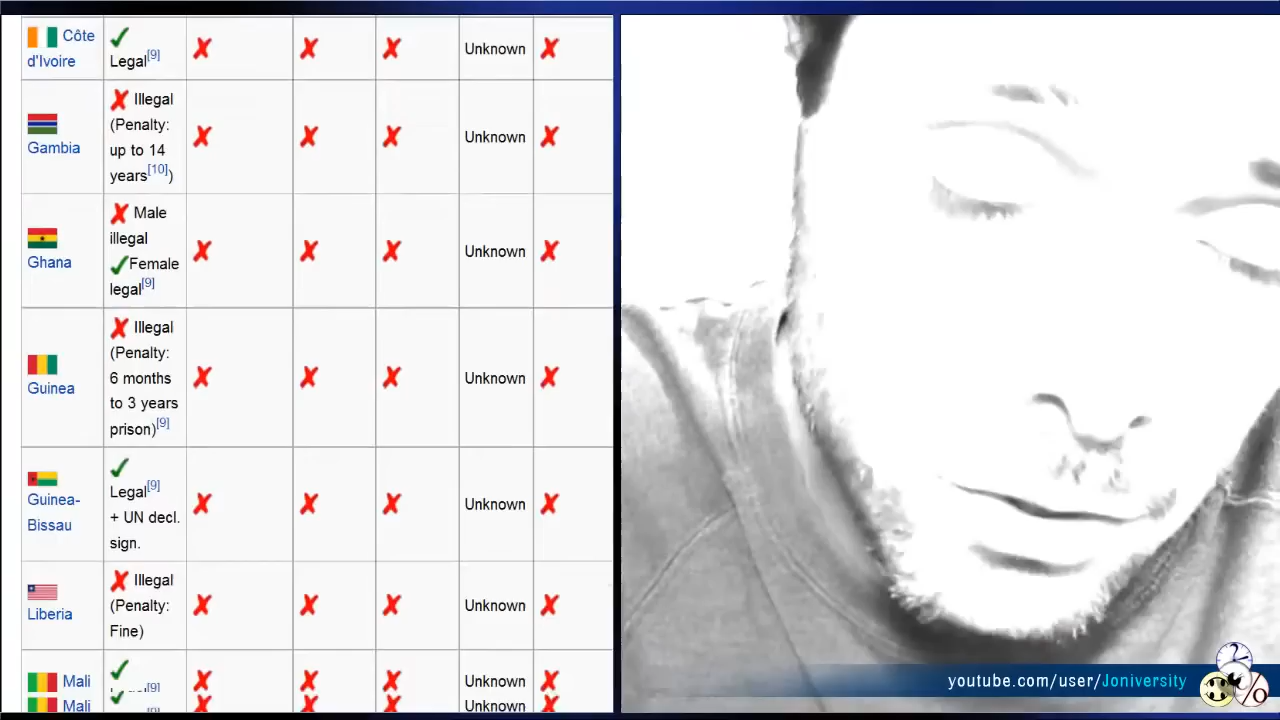 Côte
d'Ivoire
Legal[9]
Unknown
Gambia
Illegal
(Penalty:
up to 14
years[10])
Unknown
Ghana
Male
illegal
Female
legal[9]
Unknown
Guinea
Illegal
(Penalty:
6 months
to 3 years
prison)[9]
Unknown
Guinea-
Bissau
Legal[9]
+ UN decl.
sign.
Unknown
Liberia
Illegal
(Penalty:
Fine)
Unknown
Mali
[9]
Unknown
Mali
Unknown
youtube.com/user/Joniversity
?
%